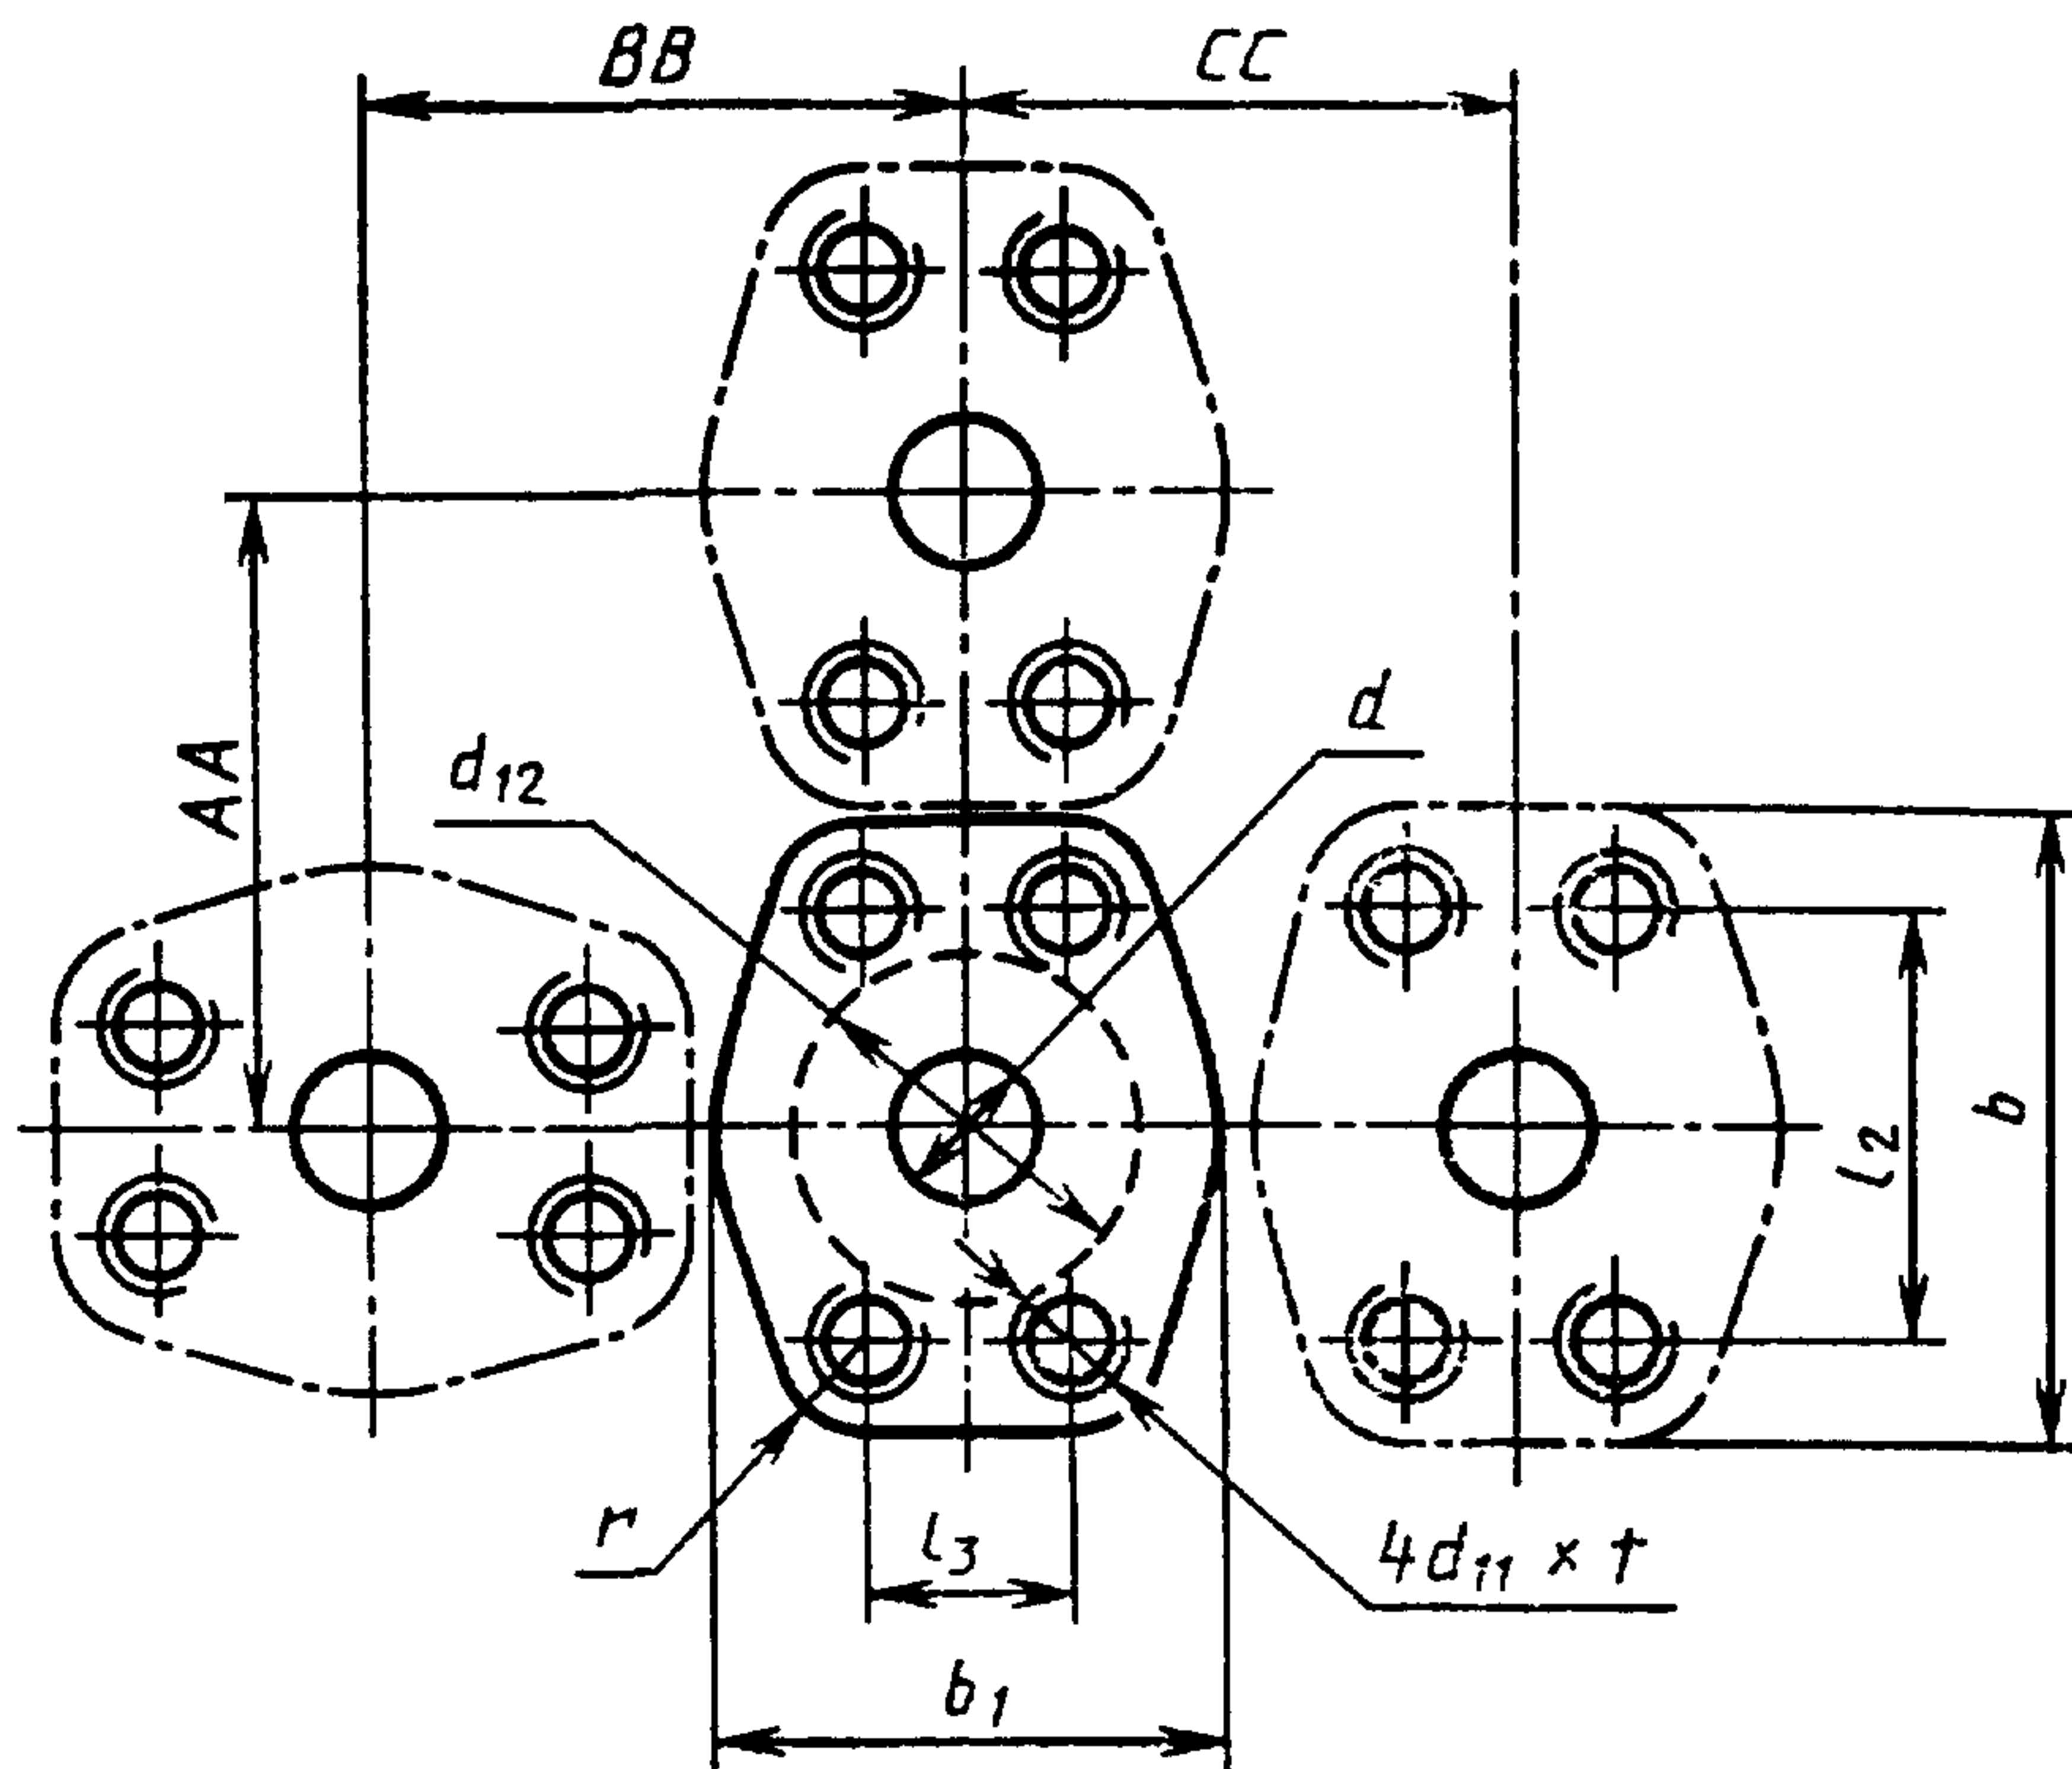 BB
CC
d
AA
d₁₂
b
l₂
r
l₃
4d₁₁ × t
b₁